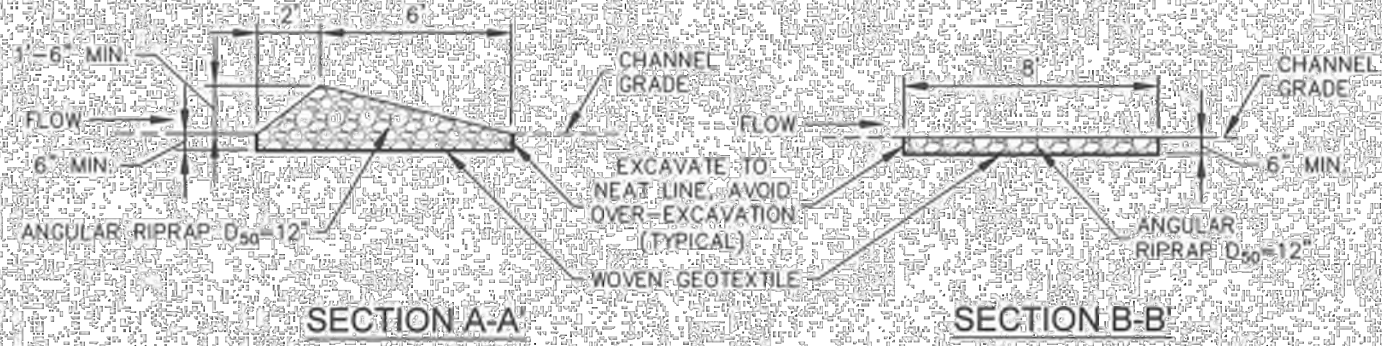 2'
6'
1'-6" MIN.
FLOW
6" MIN.
CHANNEL
GRADE
ANGULAR RIPRAP D50=12"
EXCAVATE TO
NEAT LINE, AVOID
OVER-EXCAVATION
(TYPICAL)
WOVEN GEOTEXTILE
SECTION A-A'
8'
FLOW
CHANNEL
GRADE
6" MIN.
ANGULAR
RIPRAP D50=12"
SECTION B-B'